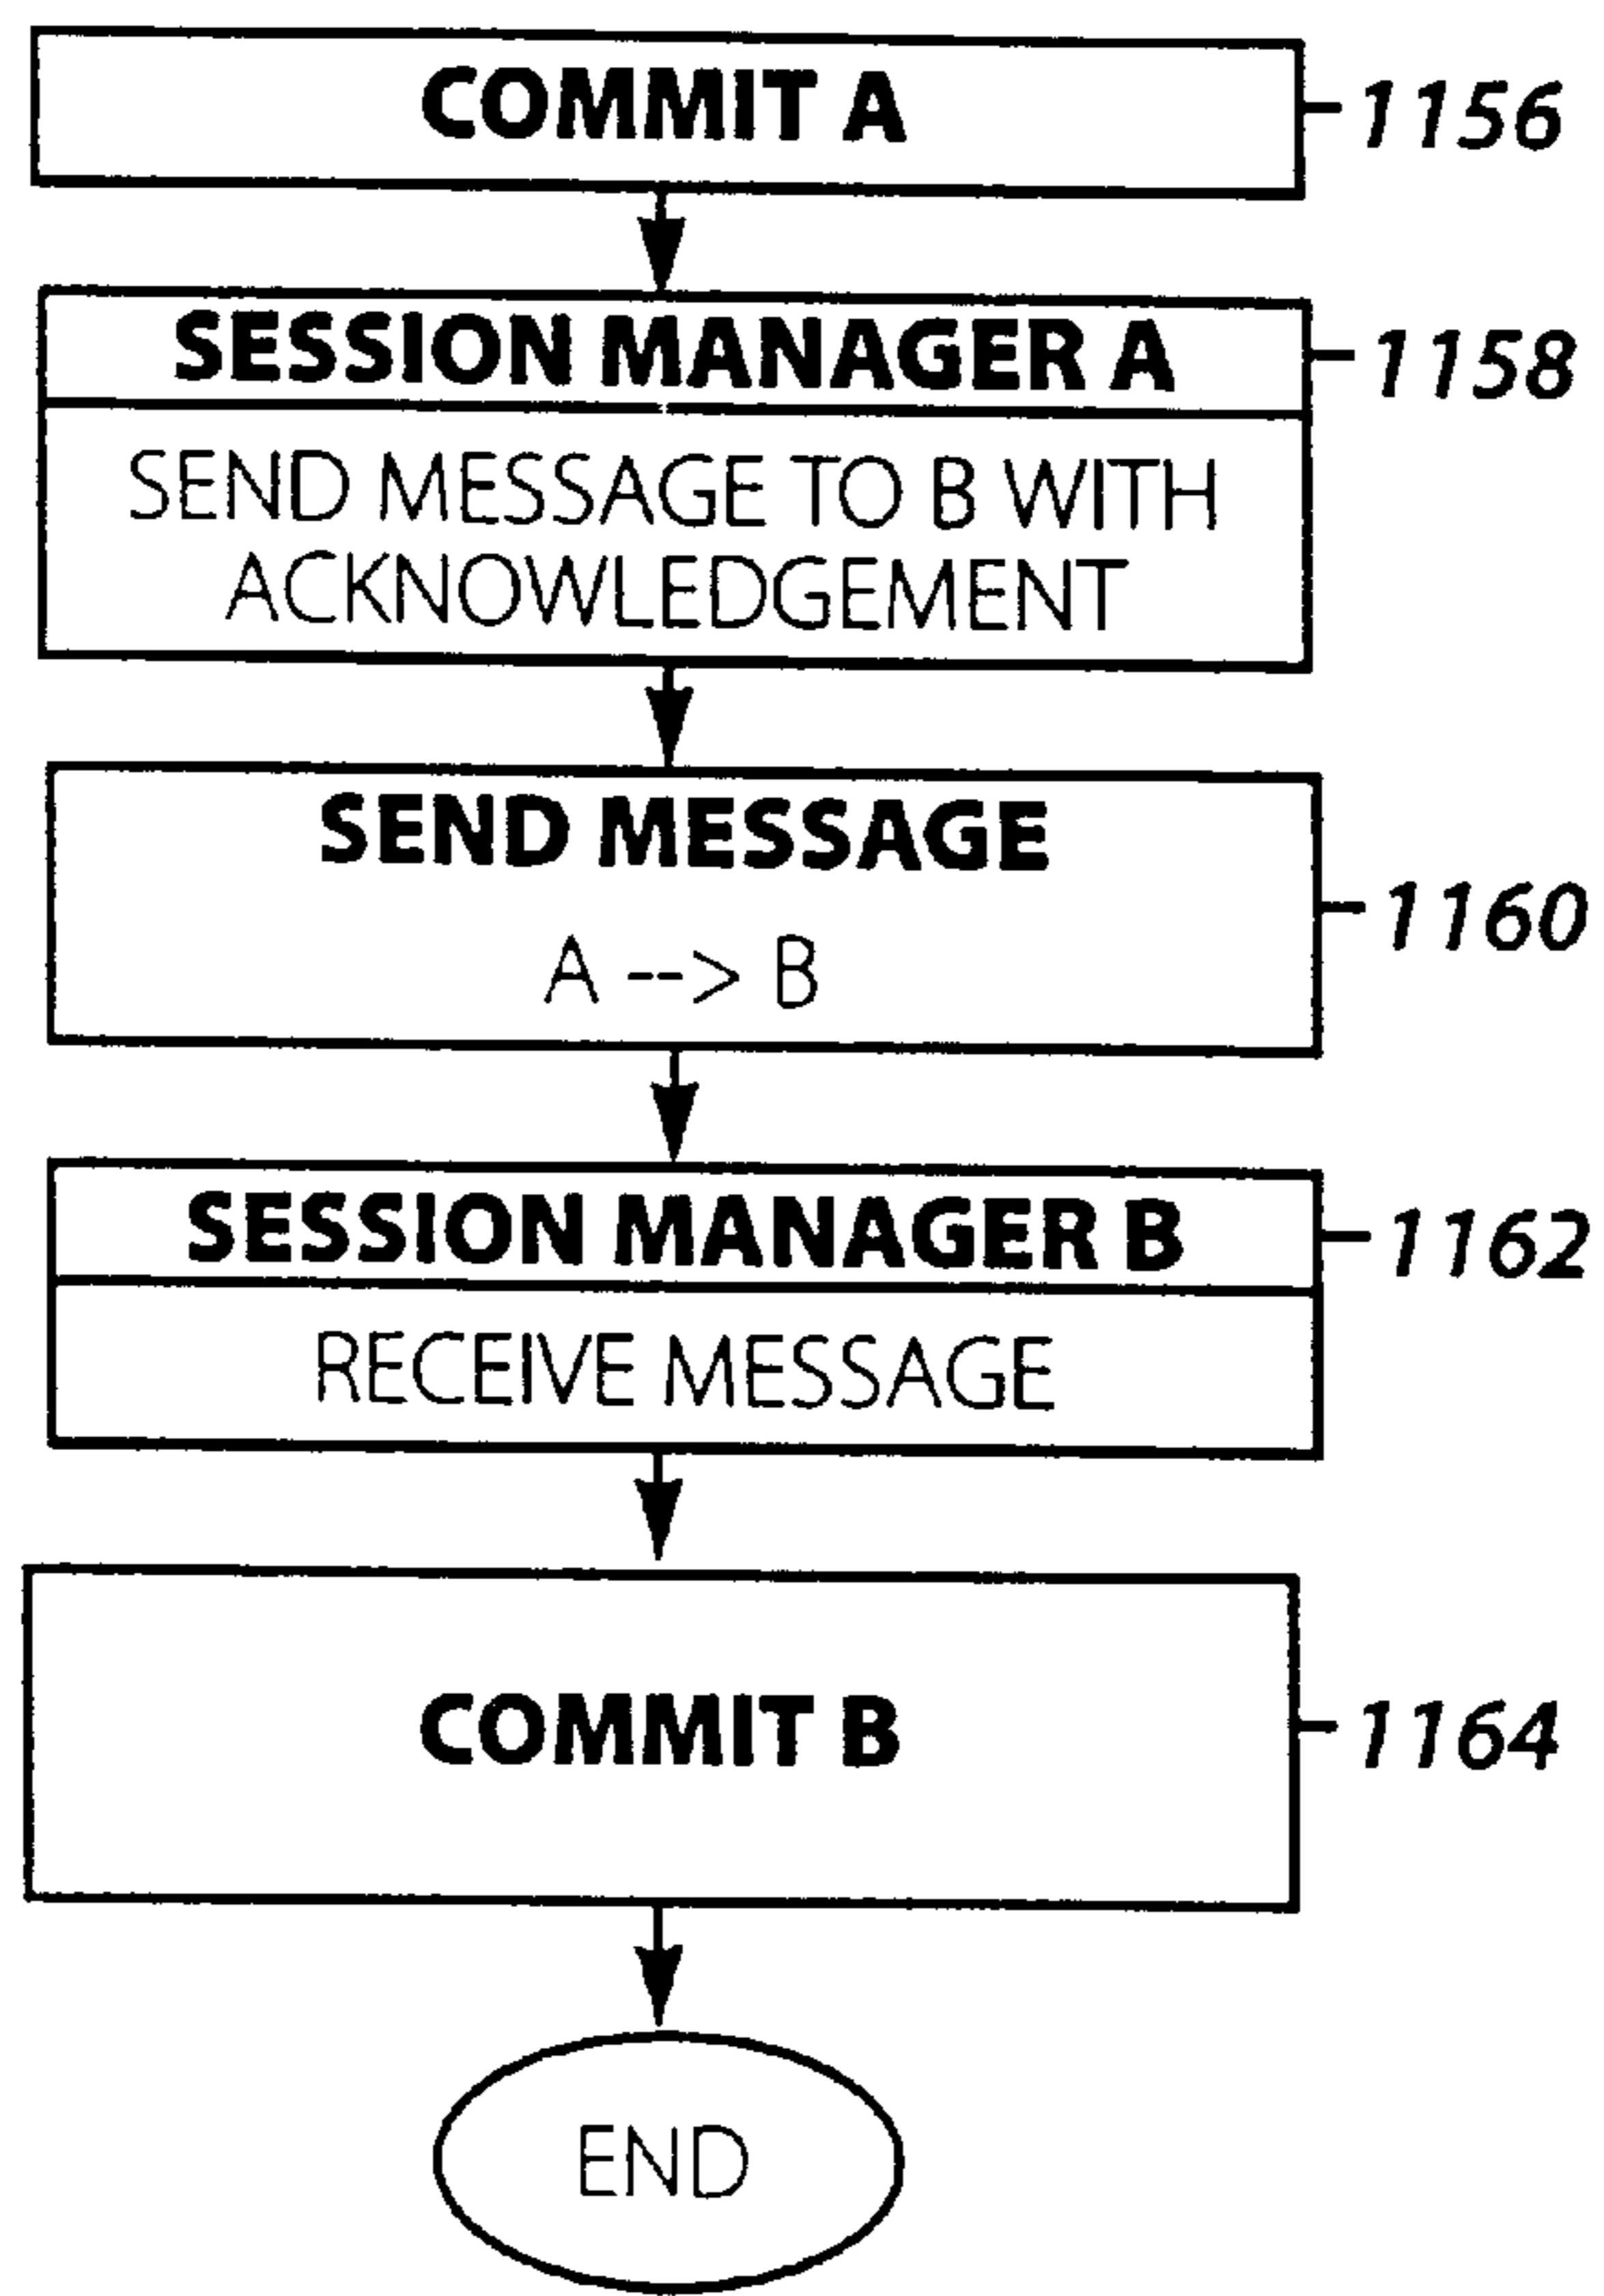 COMMIT A
1156
SESSION MANAGER A
1158
SEND MESSAGE TO B WITH
ACKNOWLEDGEMENT
SEND MESSAGE
1160
A --> B
SESSION MANAGER B
1162
RECEIVE MESSAGE
COMMIT B
1164
END